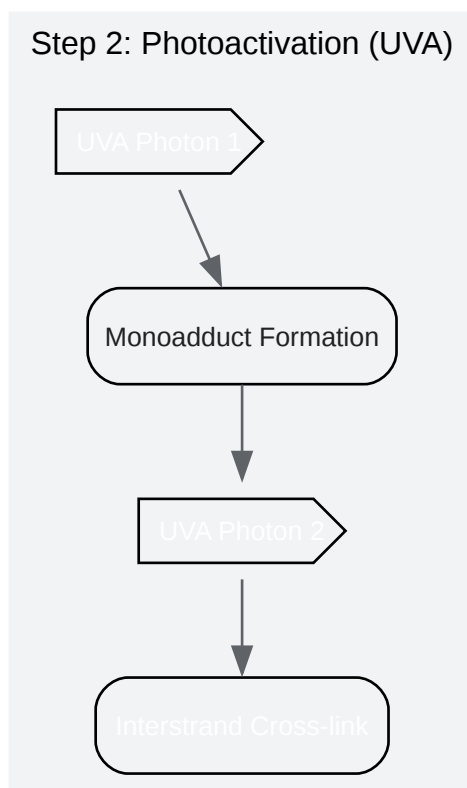 Step 2: Photoactivation (UVA)
UVA Photon 1
Monoadduct Formation
UVA Photon 2
Interstrand Cross-link